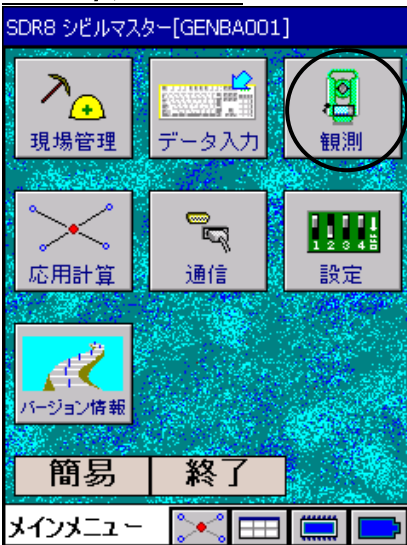 SDR8 シビルマスター[GENBA001]
現場管理
データ入力
観測
応用計算
通信
1 2 3 4 OFF
設定
バージョン情報
簡易
終了
メインメニュー